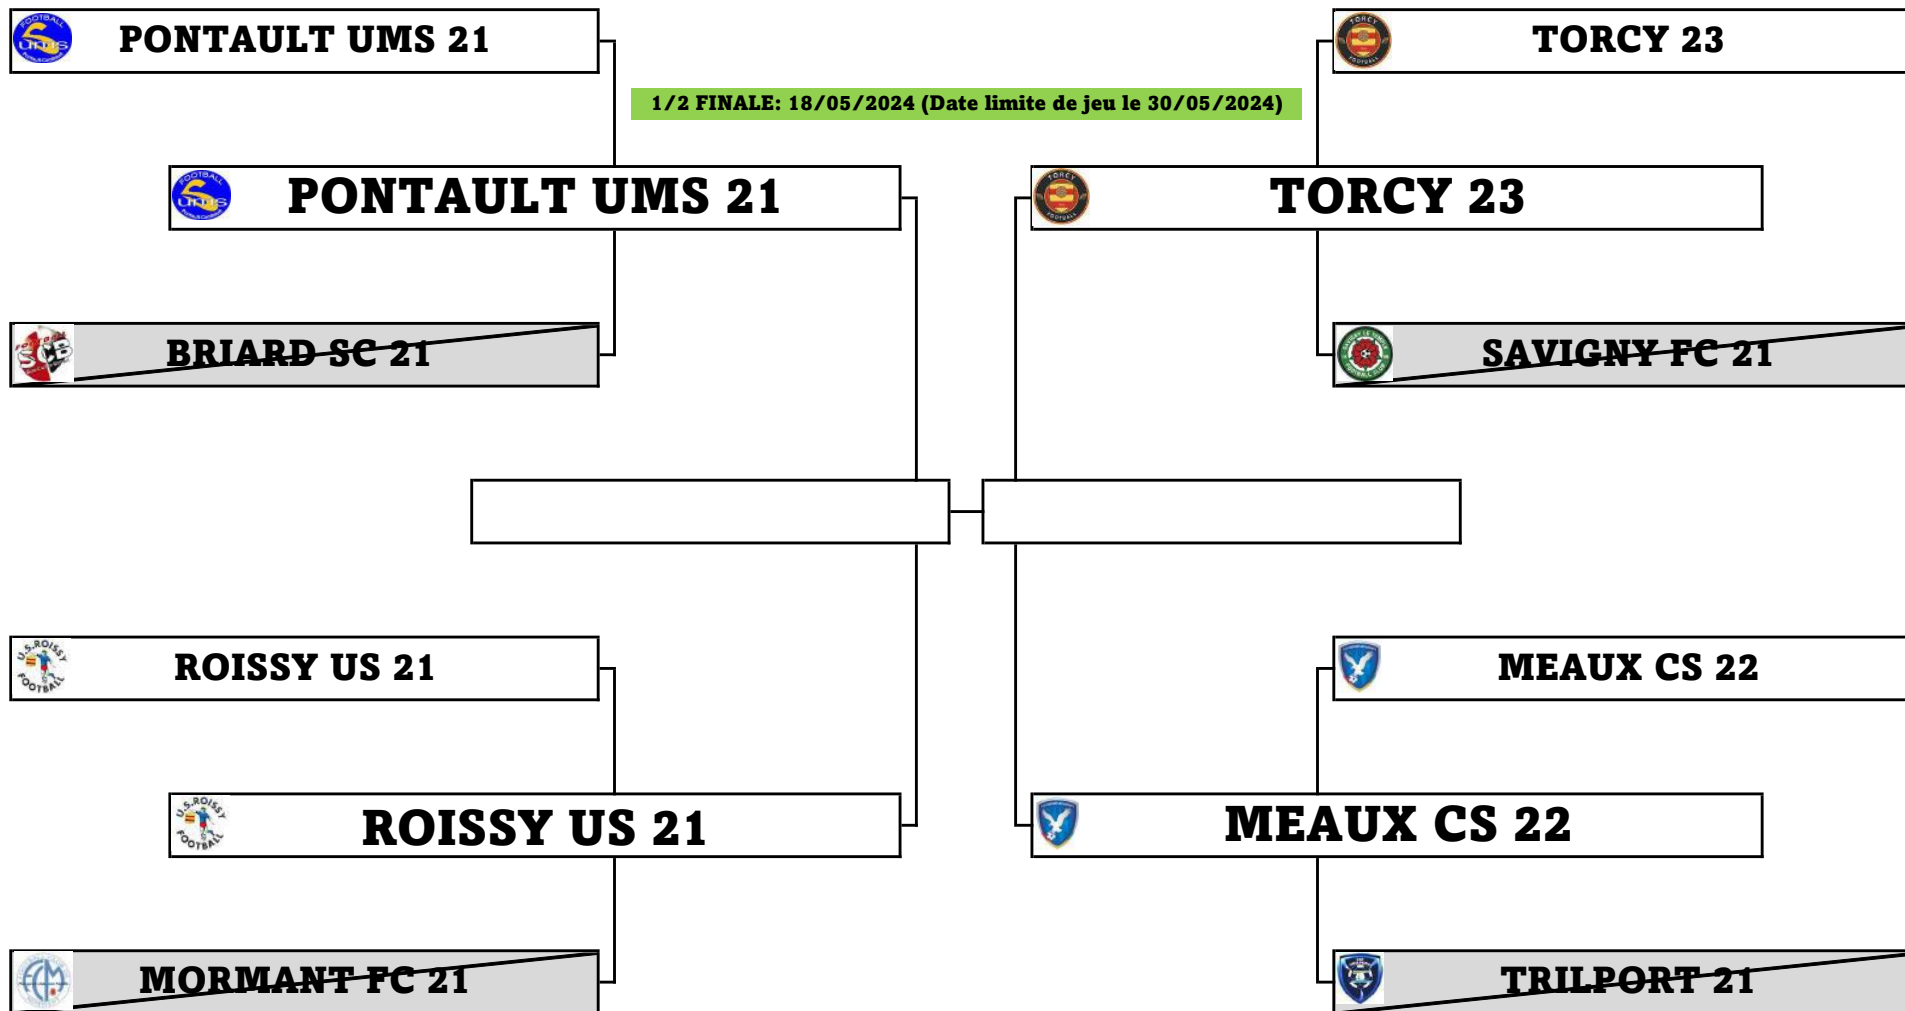 PONTAULT UMS 21
TORCY 23
1/2 FINALE: 18/05/2024 (Date limite de jeu le 30/05/2024)
PONTAULT UMS 21
TORCY 23
BRIARD SC 21
SAVIGNY FC 21
ROISSY US 21
MEAUX CS 22
ROISSY US 21
MEAUX CS 22
MORMANT FC 21
TRILPORT 21